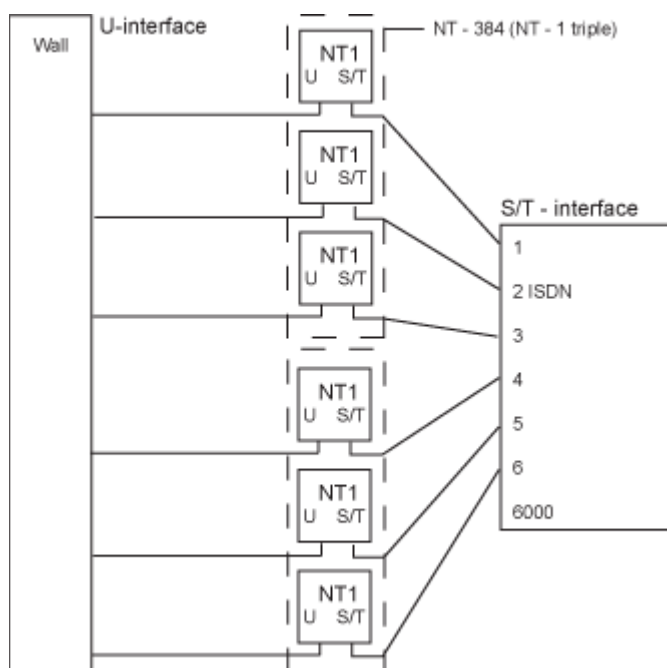 U-interface
Wall
NT - 384 (NT - 1 triple)
NT1
U S/T
NT1
U S/T
NT1
U S/T
S/T - interface
1
2 ISDN
3
4
5
6
6000
NT1
U S/T
NT1
U S/T
NT1
U S/T